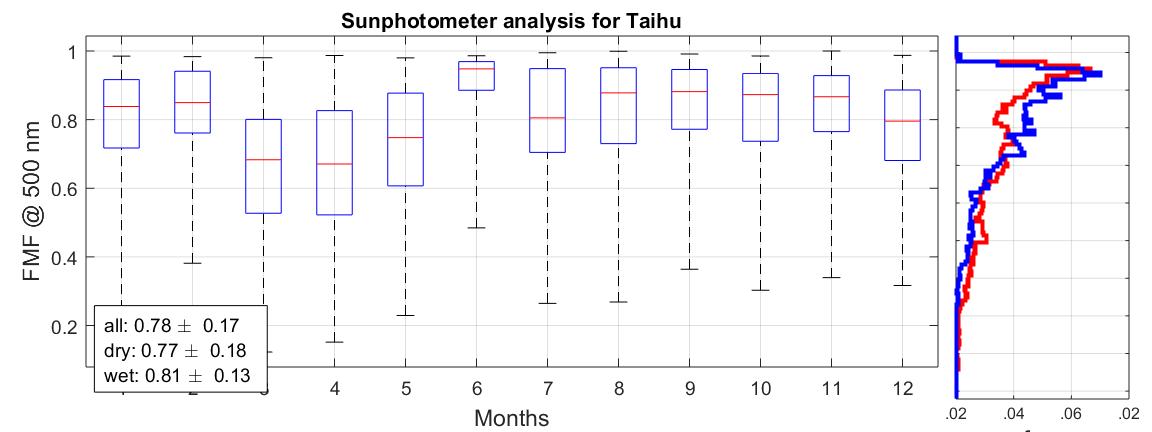 Sunphotometer analysis for Taihu
FMF @ 500 nm
1
0.8
0.6
0.4
0.2
all: 0.78 ± 0.17
dry: 0.77 ± 0.18
wet: 0.81 ± 0.13
4 5 6 7 8 9 10 11 12
Months
.02 .04 .06 .02